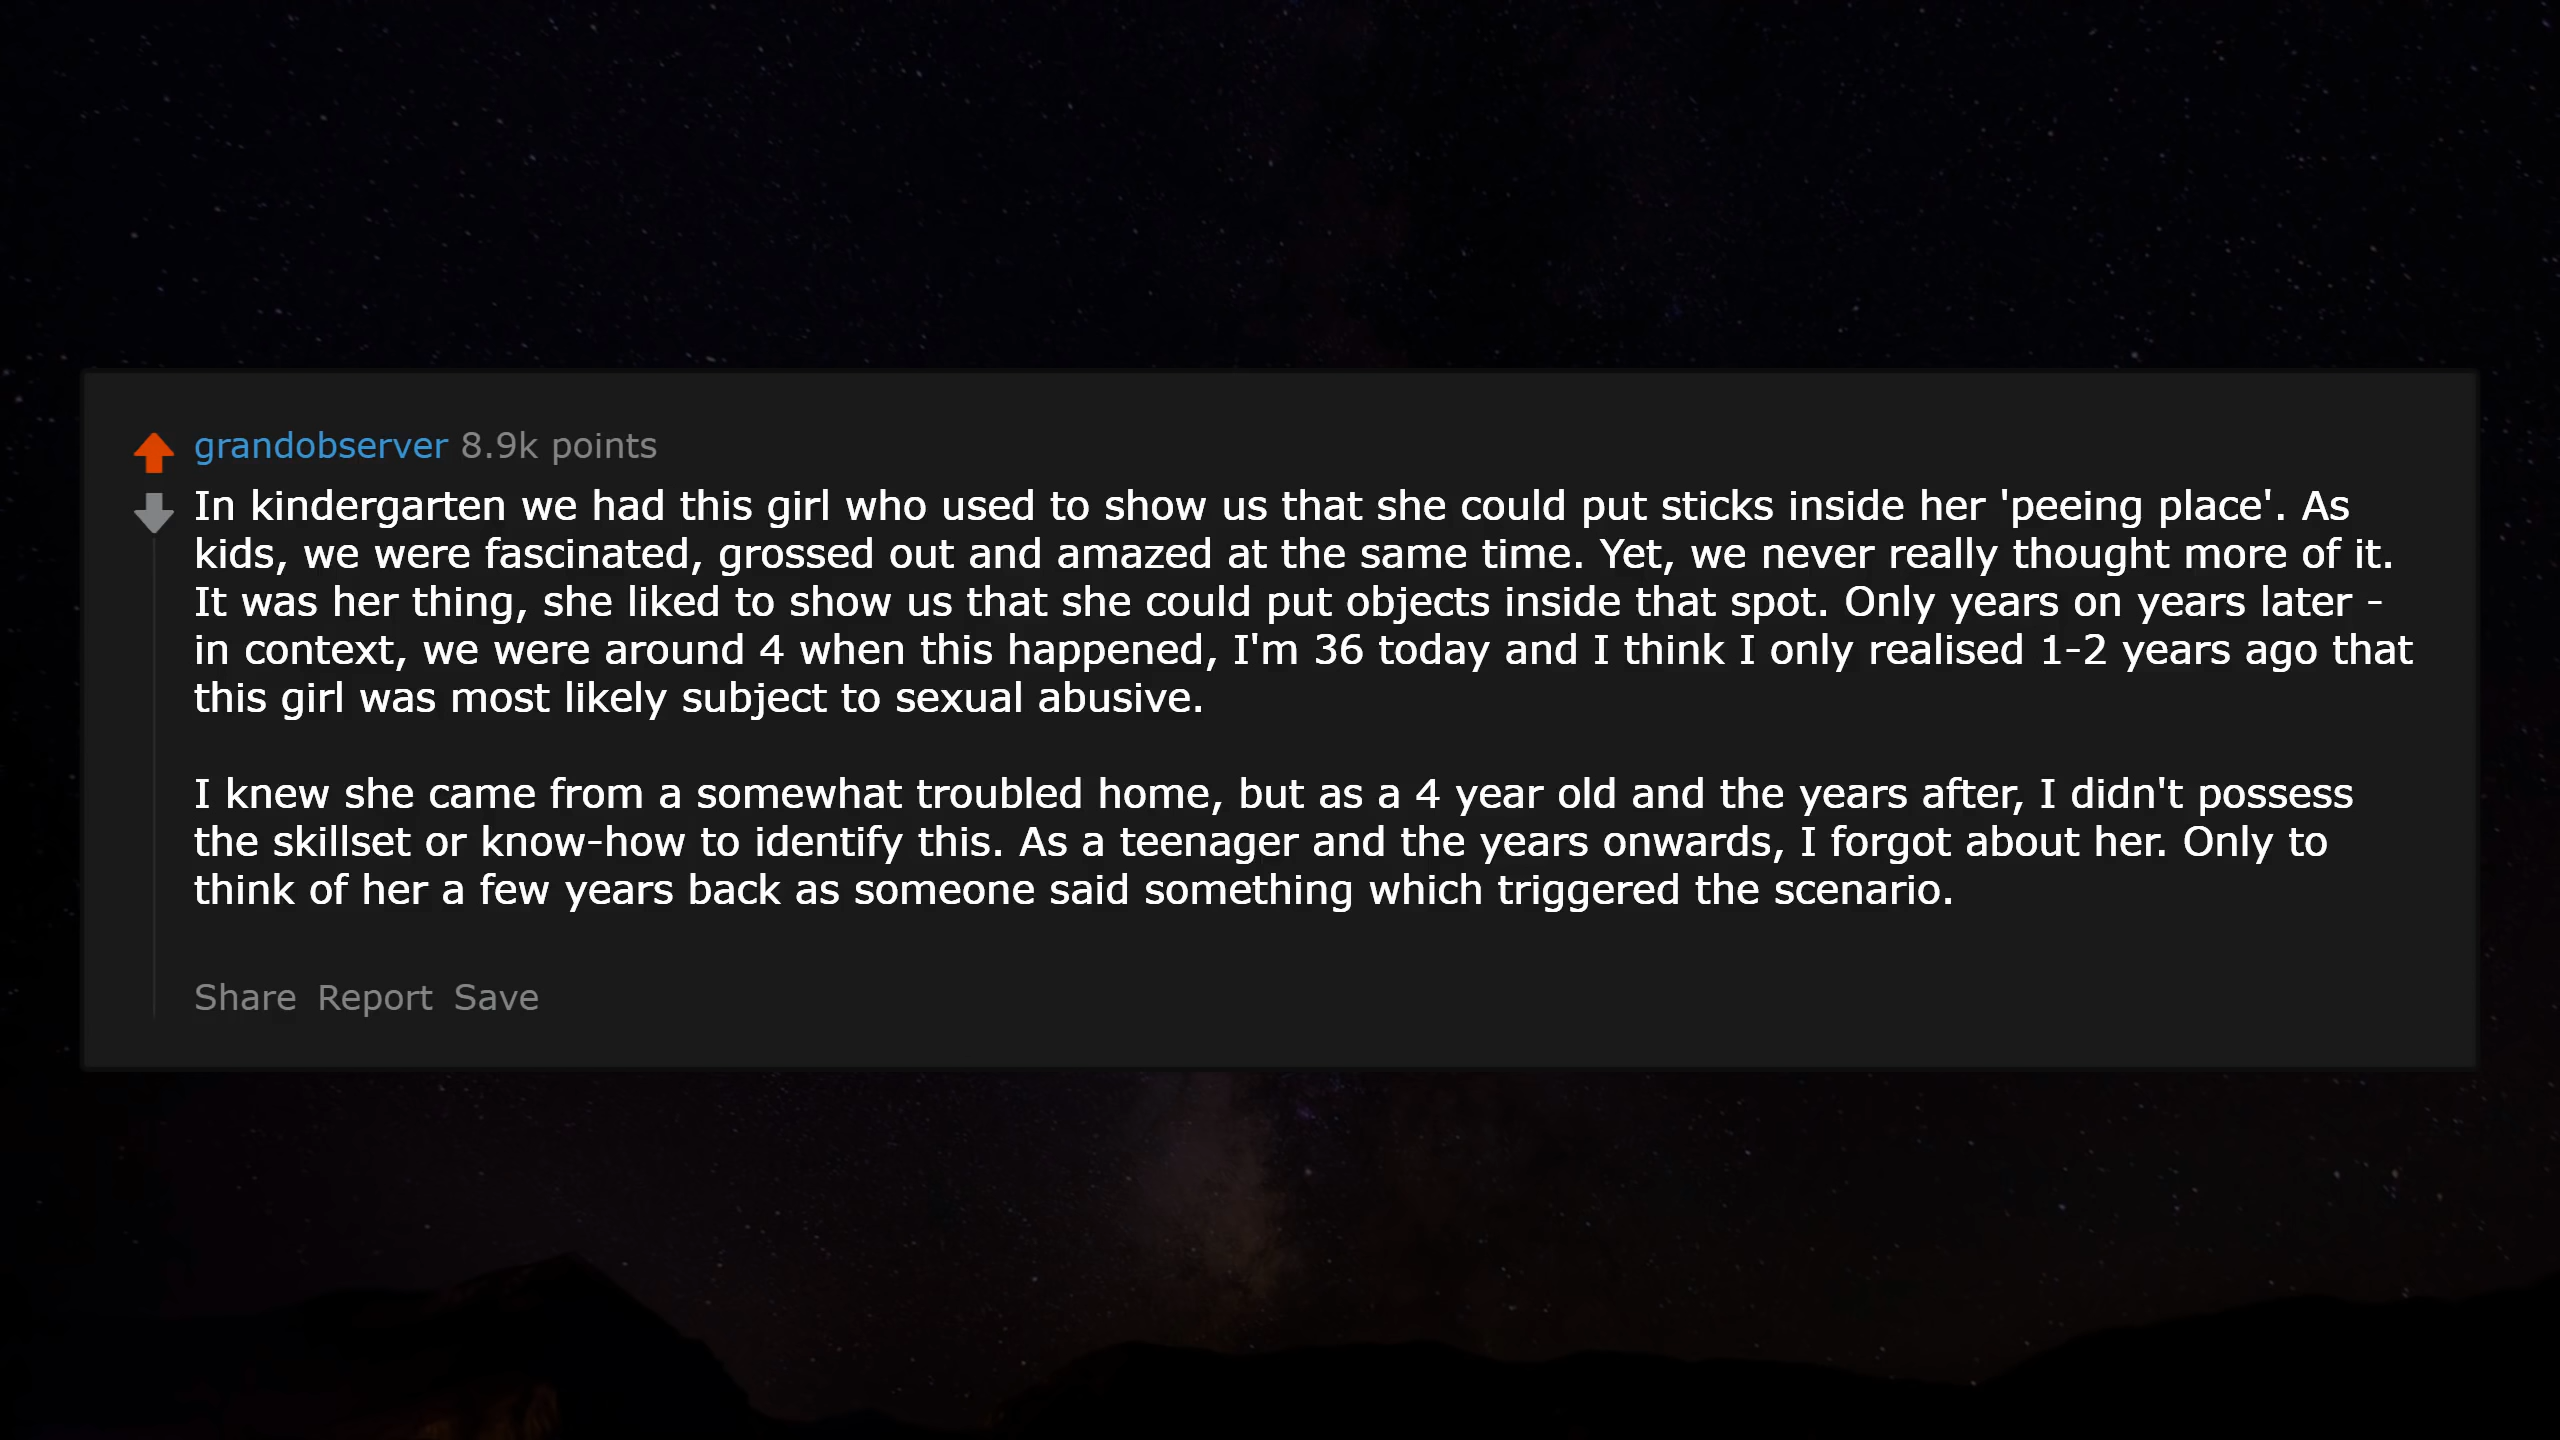 grandobserver 8.9k points
In kindergarten we had this girl who used to show us that she could put sticks inside her 'peeing place'. As
kids, we were fascinated, grossed out and amazed at the same time. Yet, we never really thought more of it.
It was her thing, she liked to show us that she could put objects inside that spot. Only years on years later -
in context, we were around 4 when this happened, I'm 36 today and I think I only realised 1-2 years ago that
this girl was most likely subject to sexual abusive.
I knew she came from a somewhat troubled home, but as a 4 year old and the years after, I didn't possess
the skillset or know-how to identify this. As a teenager and the years onwards, I forgot about her. Only to
think of her a few years back as someone said something which triggered the scenario.
Share Report Save